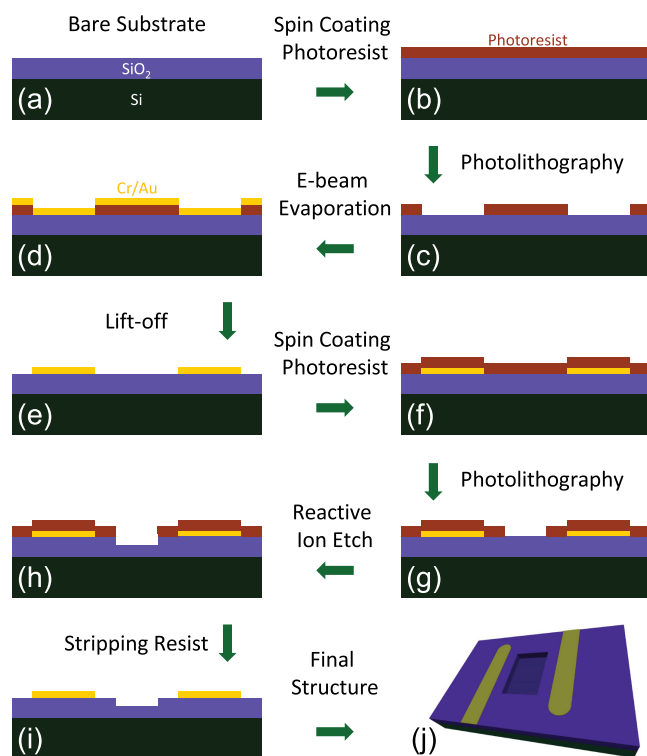 Bare Substrate
SiO₂
Si
(a)
Spin Coating
Photoresist
Photoresist
(b)
Photolithography
(c)
E-beam
Evaporation
Cr/Au
(d)
Lift-off
(e)
Spin Coating
Photoresist
(f)
Photolithography
(g)
Reactive
Ion Etch
(h)
Stripping Resist
(i)
Final
Structure
(j)